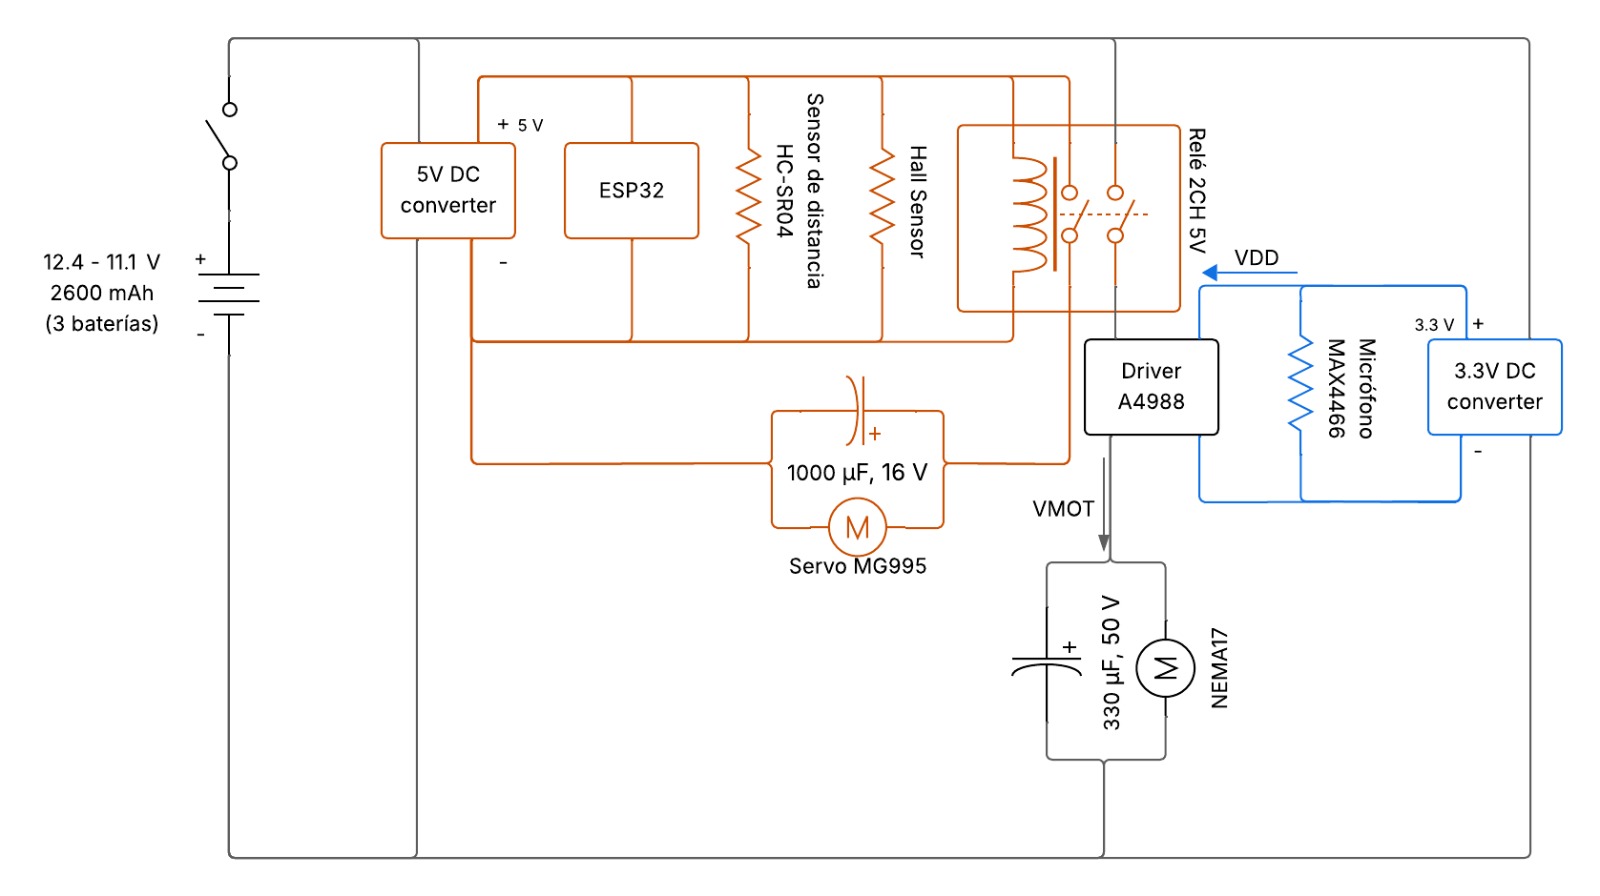 + 5 V
5V DC
converter
-
ESP32
Sensor de distancia
HC-SR04
Hall Sensor
Relé 2CH 5V
12.4 - 11.1 V
2600 mAh
(3 baterías)
+
-
VDD
3.3 V +
Driver
A4988
Micrófono
MAX4466
3.3V DC
converter
-
+
1000 µF, 16 V
M
Servo MG995
VMOT
+
330 µF, 50 V
M
NEMA17